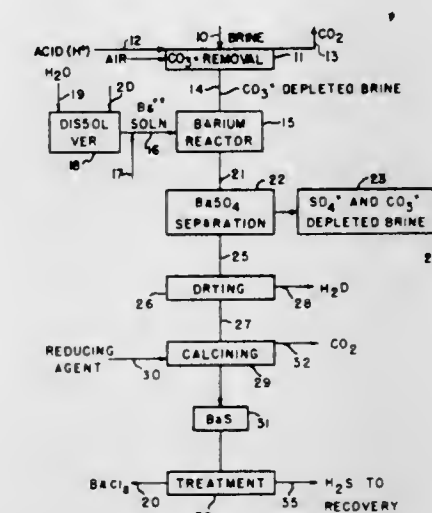 10 BRINE CO2
ACID (H+) 12
AIR CO3= REMOVAL 11 13
H2O
14 CO3= DEPLETED BRINE
19 20
DISSOL VER
Ba++ SOLN
BARIUM REACTOR 15
18 17 16
21 22 23
BaSO4 SEPARATION
SO4= AND CO3= DEPLETED BRINE
2
25
26 DRYING 28 H2O
27
REDUCING AGENT 30
CALCINING 32 CO2
29
BaS 31
BaCl2 20 TREATMENT 35 H2S TO RECOVERY